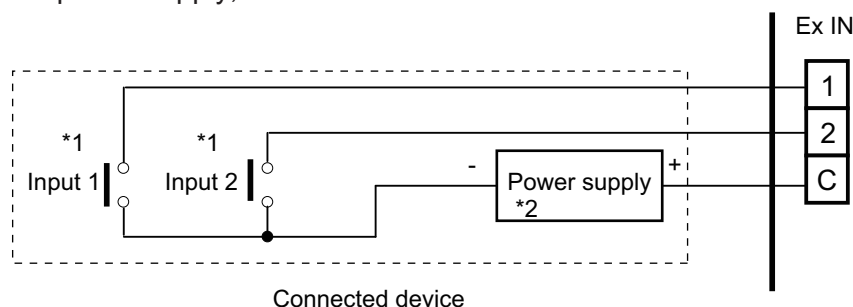 Ex IN
1
*1 *1
2
- +
Input 1 Input 2 Power supply C
*2
Connected device